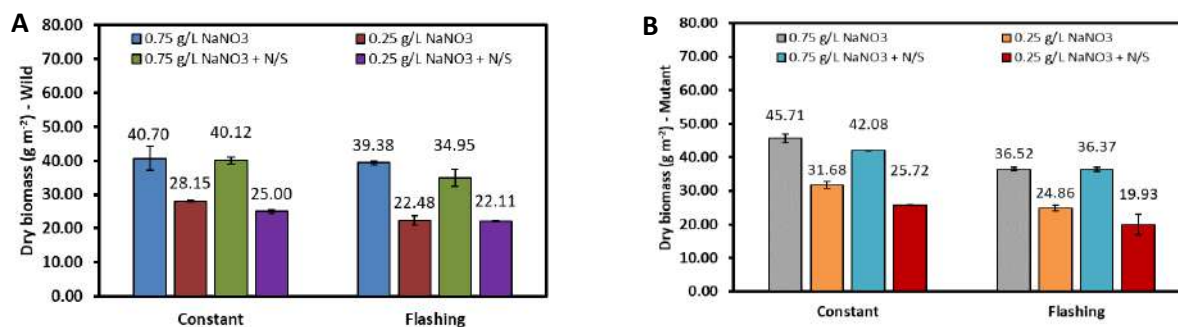 A
Dry biomass (g m⁻²) - Wild
80.00
70.00
60.00
50.00
40.00
30.00
20.00
10.00
0.00
0.75 g/L NaNO3
0.25 g/L NaNO3
0.75 g/L NaNO3 + N/S
0.25 g/L NaNO3 + N/S
40.70
28.15
40.12
25.00
39.38
22.48
34.95
22.11
Constant
Flashing
B
Dry biomass (g m⁻²) - Mutant
80.00
70.00
60.00
50.00
40.00
30.00
20.00
10.00
0.00
0.75 g/L NaNO3
0.25 g/L NaNO3
0.75 g/L NaNO3 + N/S
0.25 g/L NaNO3 + N/S
45.71
31.68
42.08
25.72
36.52
24.86
36.37
19.93
Constant
Flashing